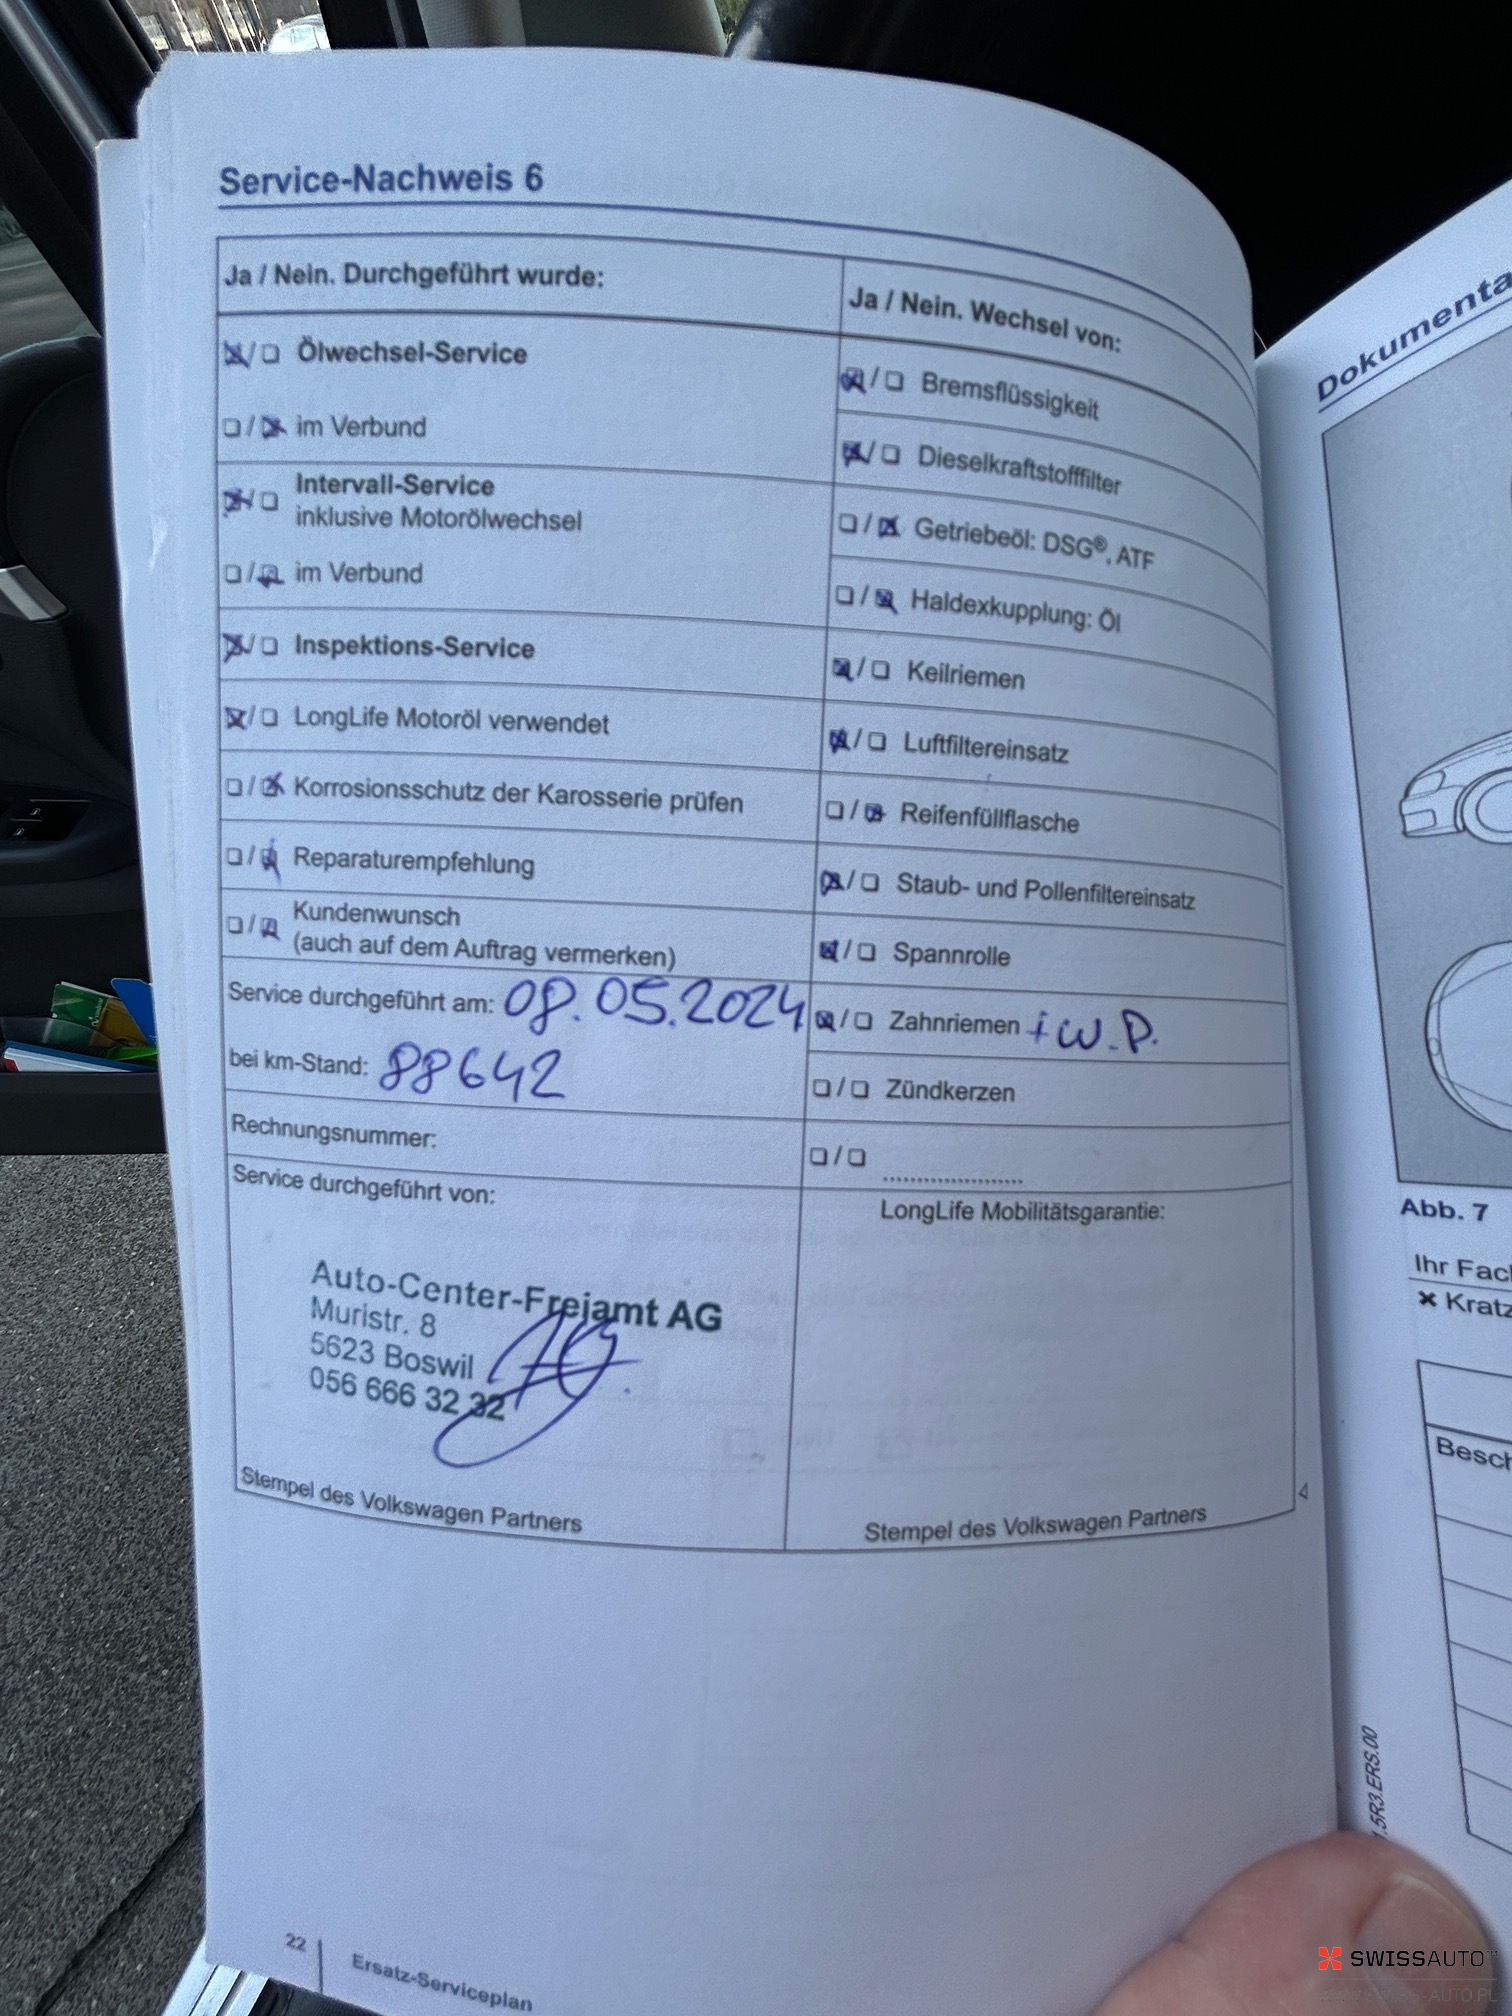 Service-Nachweis 6
Ja / Nein. Durchgeführt wurde:
Ölwechsel-Service
im Verbund
Intervall-Service
inklusive Motorölwechsel
im Verbund
Inspektions-Service
LongLife Motoröl verwendet
Korrosionsschutz der Karosserie prüfen
Reparaturempfehlung
Kundenwunsch
(auch auf dem Auftrag vermerken)
Service durchgeführt am: 08.05.2024
bei km-Stand: 88642
Rechnungsnummer:
Service durchgeführt von:
Auto-Center-Freiamt AG
Muristr. 8
5623 Boswil
056 666 32 32
Stempel des Volkswagen Partners
Ja / Nein. Wechsel von:
Bremsflüssigkeit
Dieselkraftstofffilter
Getriebeöl: DSG®, ATF
Haldexkupplung: Öl
Keilriemen
Luftfiltereinsatz
Reifenfüllflasche
Staub- und Pollenfiltereinsatz
Spannrolle
Zahnriemen + W.P.
Zündkerzen
LongLife Mobilitätsgarantie:
Stempel des Volkswagen Partners
22
Ersatz-Serviceplan
Dokumenta
Abb. 7
Ihr Fac
Kratz
Besch
.5R3.ERS.00
SWISSAUTO